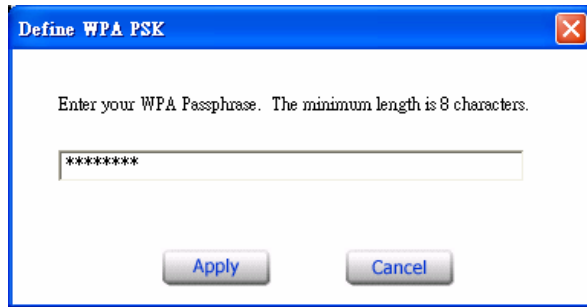 Define WPA PSK
Enter your WPA Passphrase. The minimum length is 8 characters.
********
Apply Cancel